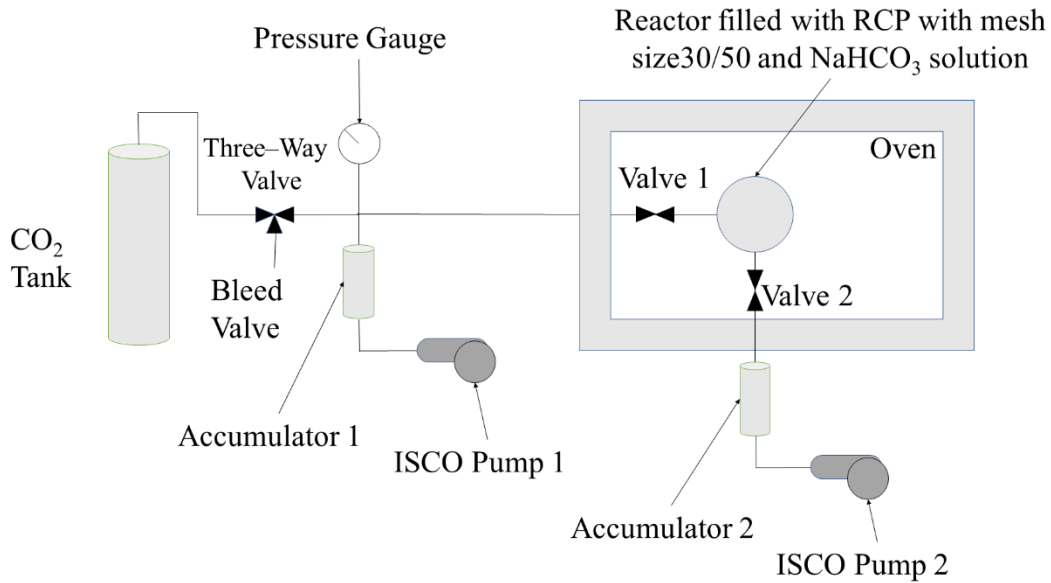 Reactor filled with RCP with mesh
size30/50 and NaHCO₃ solution
Pressure Gauge
Three–Way
Valve
Oven
Valve 1
CO₂
Tank
Bleed
Valve
Valve 2
Accumulator 1
ISCO Pump 1
Accumulator 2
ISCO Pump 2